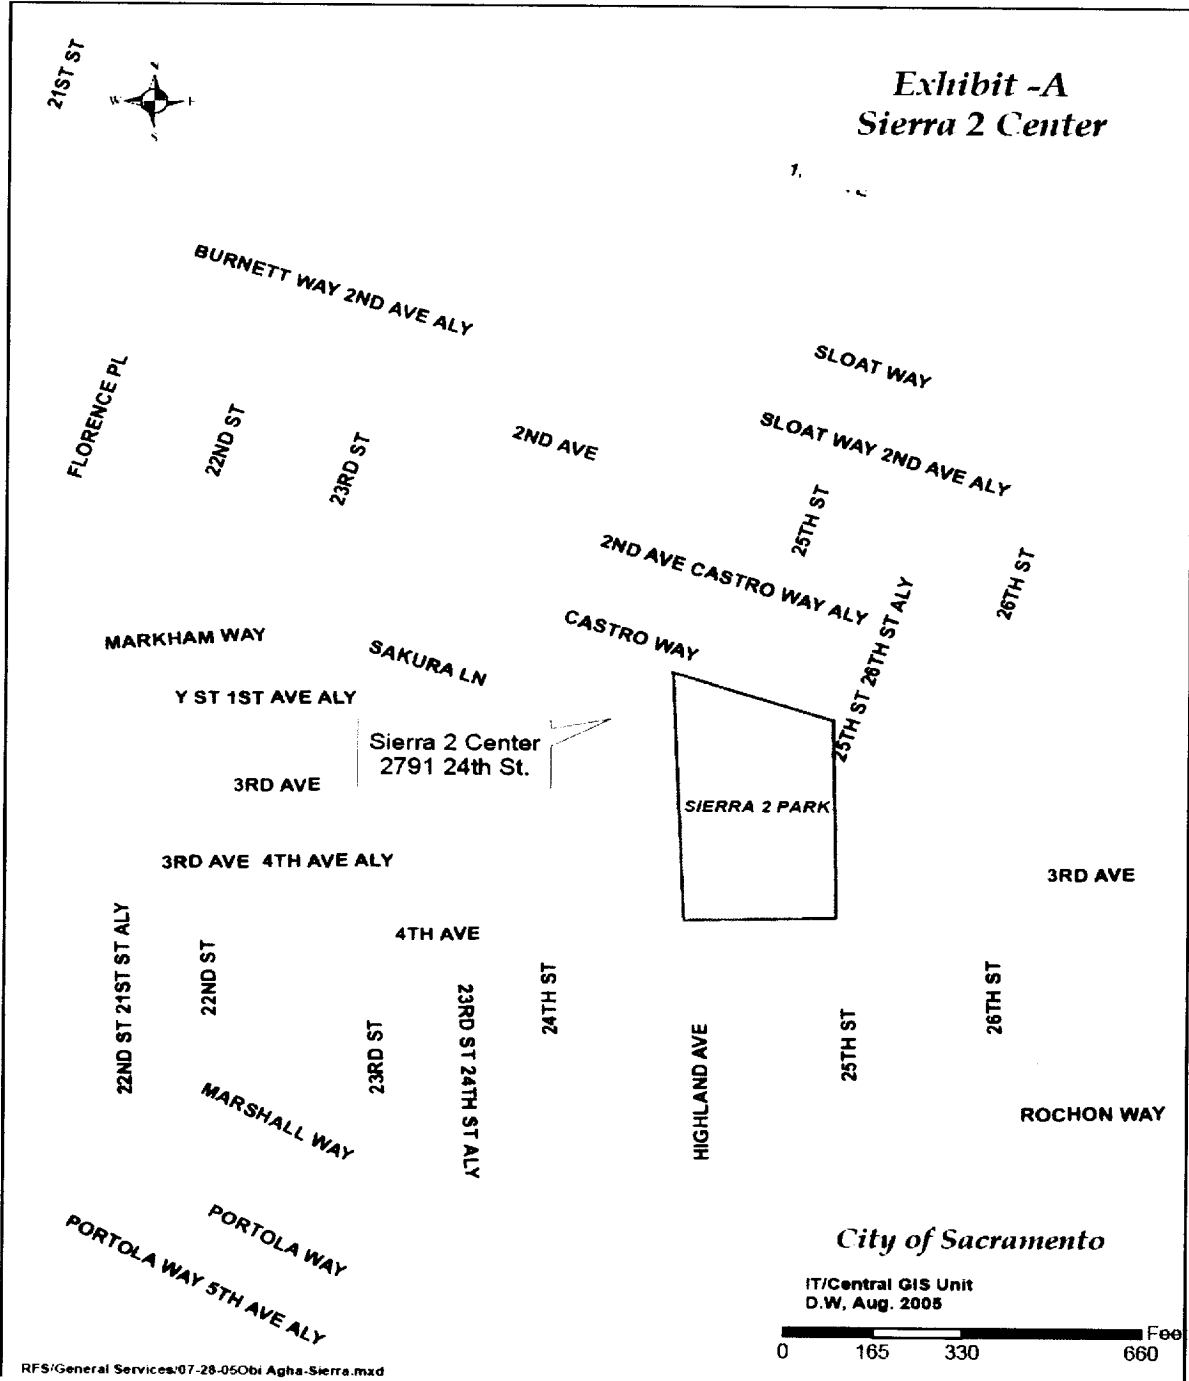 21ST ST
W
S
Exhibit -A
Sierra 2 Center
BURNETT WAY 2ND AVE ALY
SLOAT WAY
FLORENCE PL
22ND ST
23RD ST
2ND AVE
SLOAT WAY 2ND AVE ALY
25TH ST
2ND AVE CASTRO WAY ALY
26TH ST
25TH ST 26TH ST ALY
CASTRO WAY
MARKHAM WAY
SAKURA LN
Y ST 1ST AVE ALY
Sierra 2 Center
2791 24th St.
3RD AVE
SIERRA 2 PARK
3RD AVE 4TH AVE ALY
3RD AVE
4TH AVE
22ND ST 21ST ST ALY
22ND ST
23RD ST
23RD ST 24TH ST ALY
24TH ST
HIGHLAND AVE
25TH ST
26TH ST
MARSHALL WAY
ROCHON WAY
PORTOLA WAY
PORTOLA WAY 5TH AVE ALY
City of Sacramento
IT/Central GIS Unit
D.W, Aug. 2005
Fee
0 165 330 660
RFS/General Services/07-28-05Obi Agha-Sierra.mxd